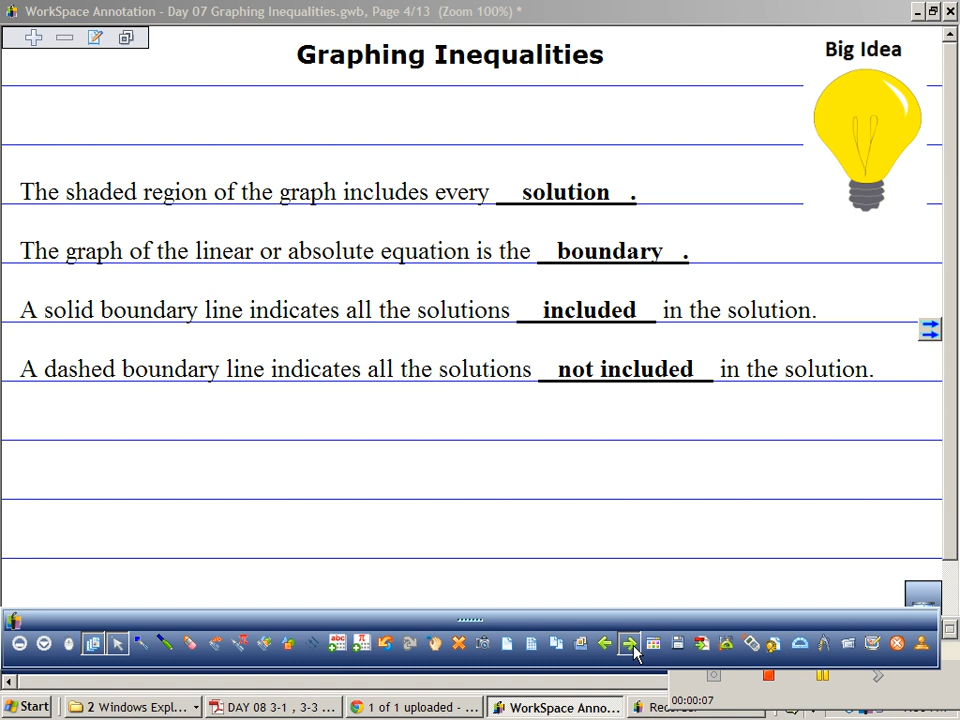 WorkSpace Annotation - Day 07 Graphing Inequalities.gwb, Page 4/13 (Zoom 100%) *
Graphing Inequalities
Big Idea
The shaded region of the graph includes every solution .
The graph of the linear or absolute equation is the boundary .
A solid boundary line indicates all the solutions included in the solution.
A dashed boundary line indicates all the solutions not included in the solution.
abc
π
00:00:07
Start
2 Windows Expl...
DAY 08 3-1 , 3-3 ...
1 of 1 uploaded - ...
WorkSpace Anno...